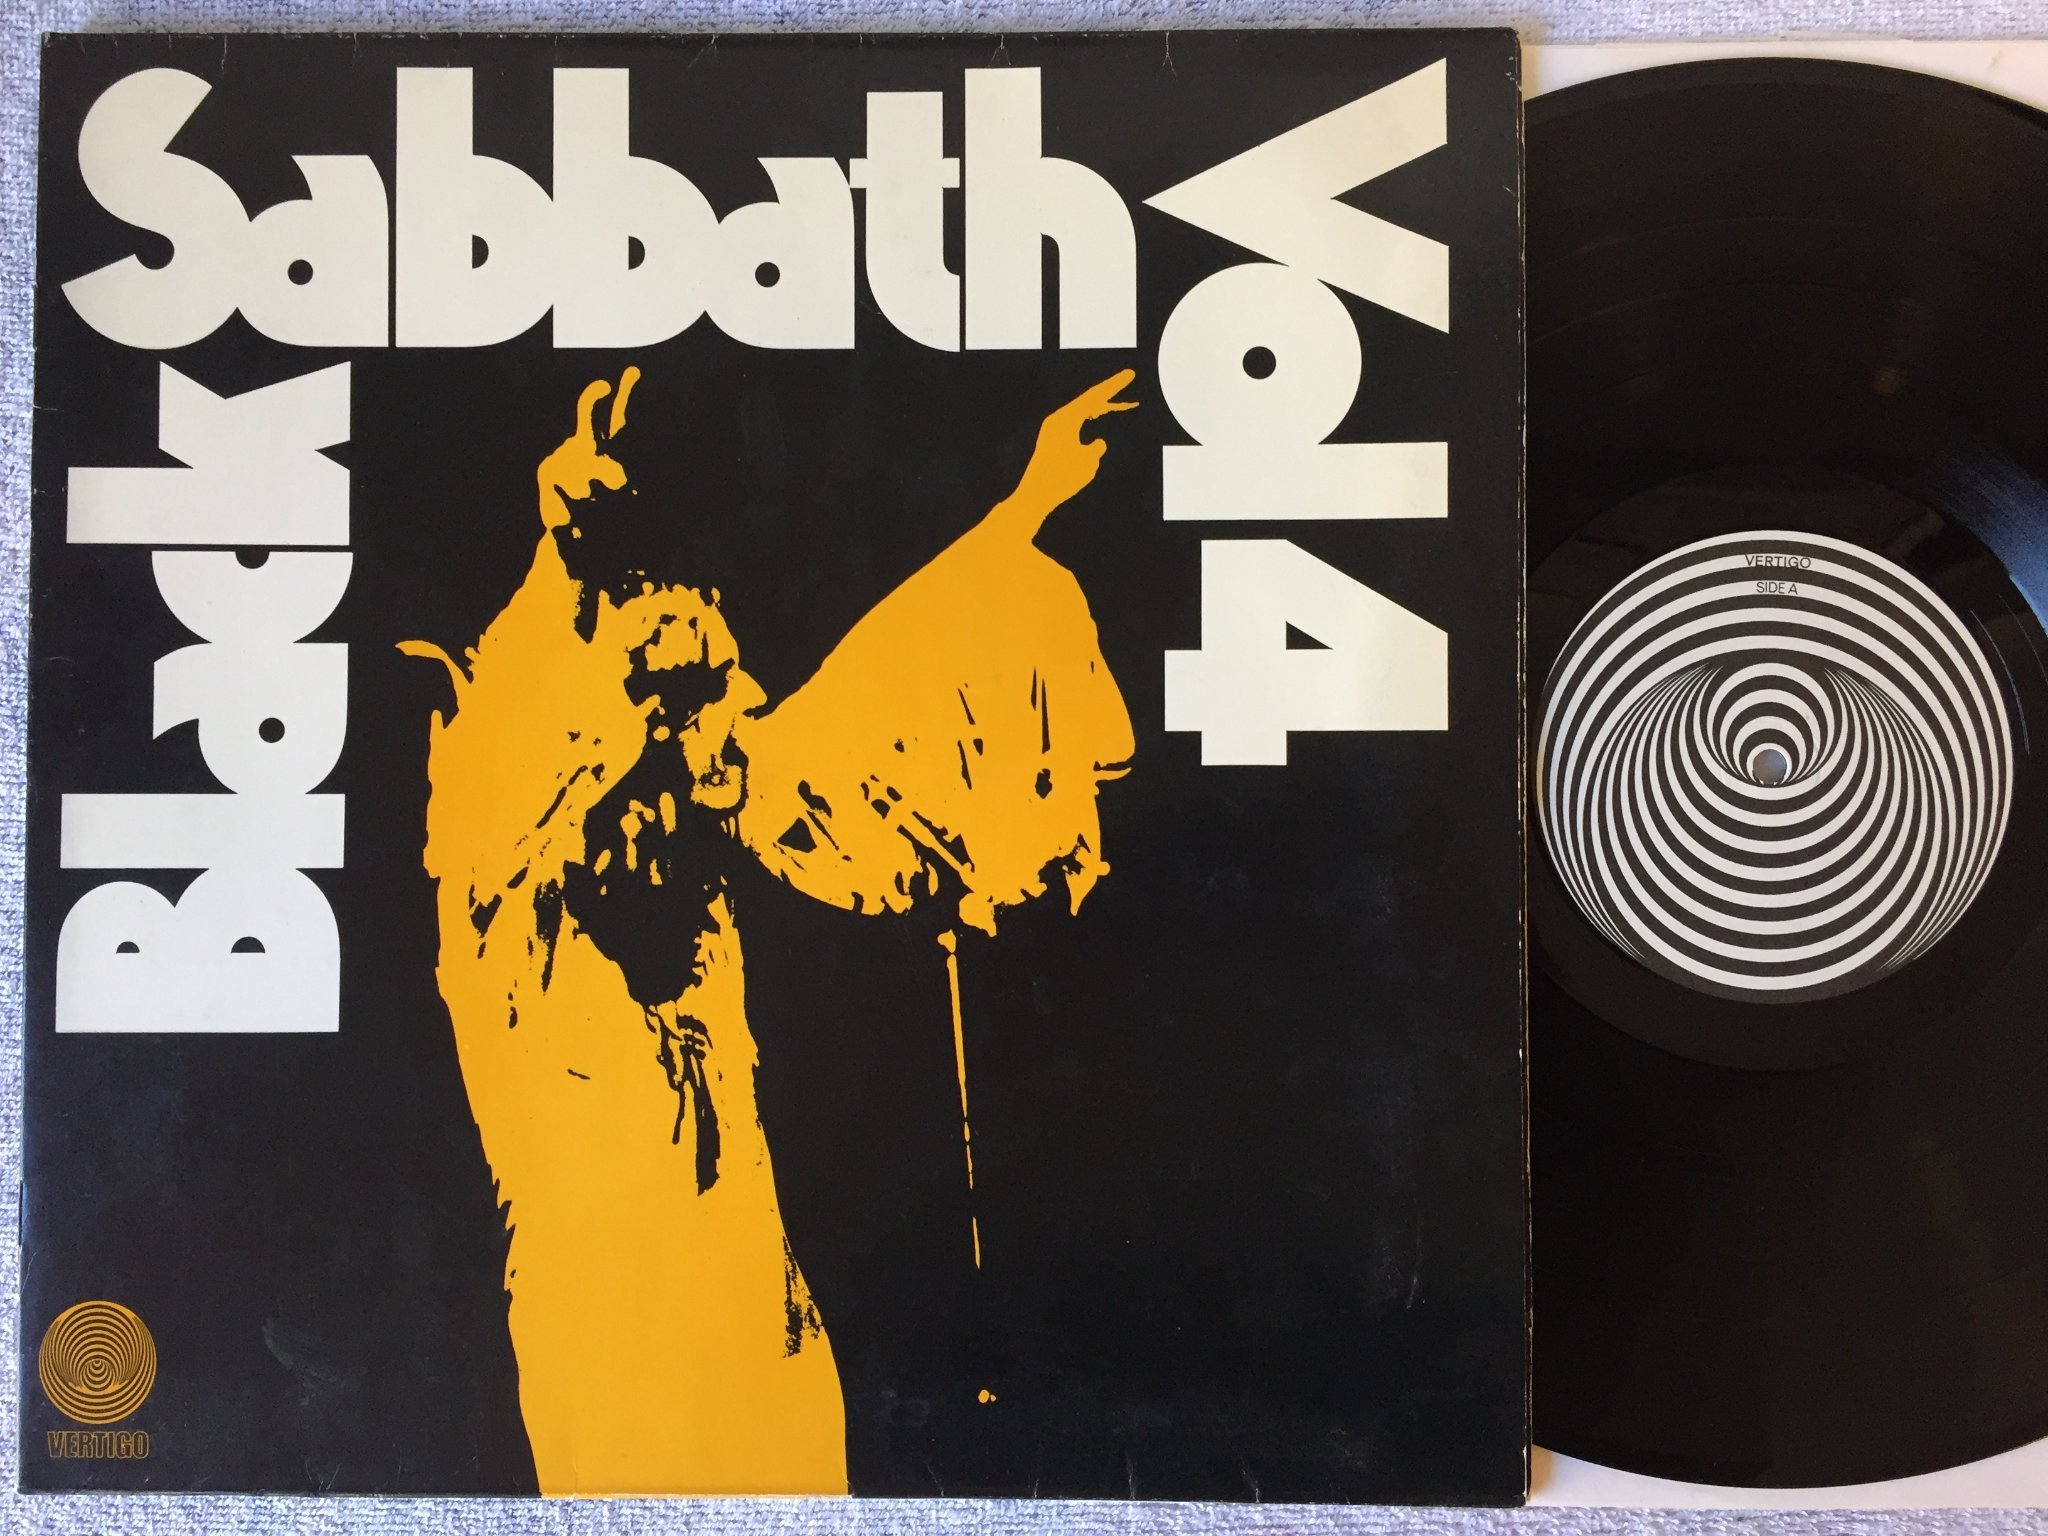 Black
Sabbath
Vol 4
VERTIGO
VERTIGO
SIDE A